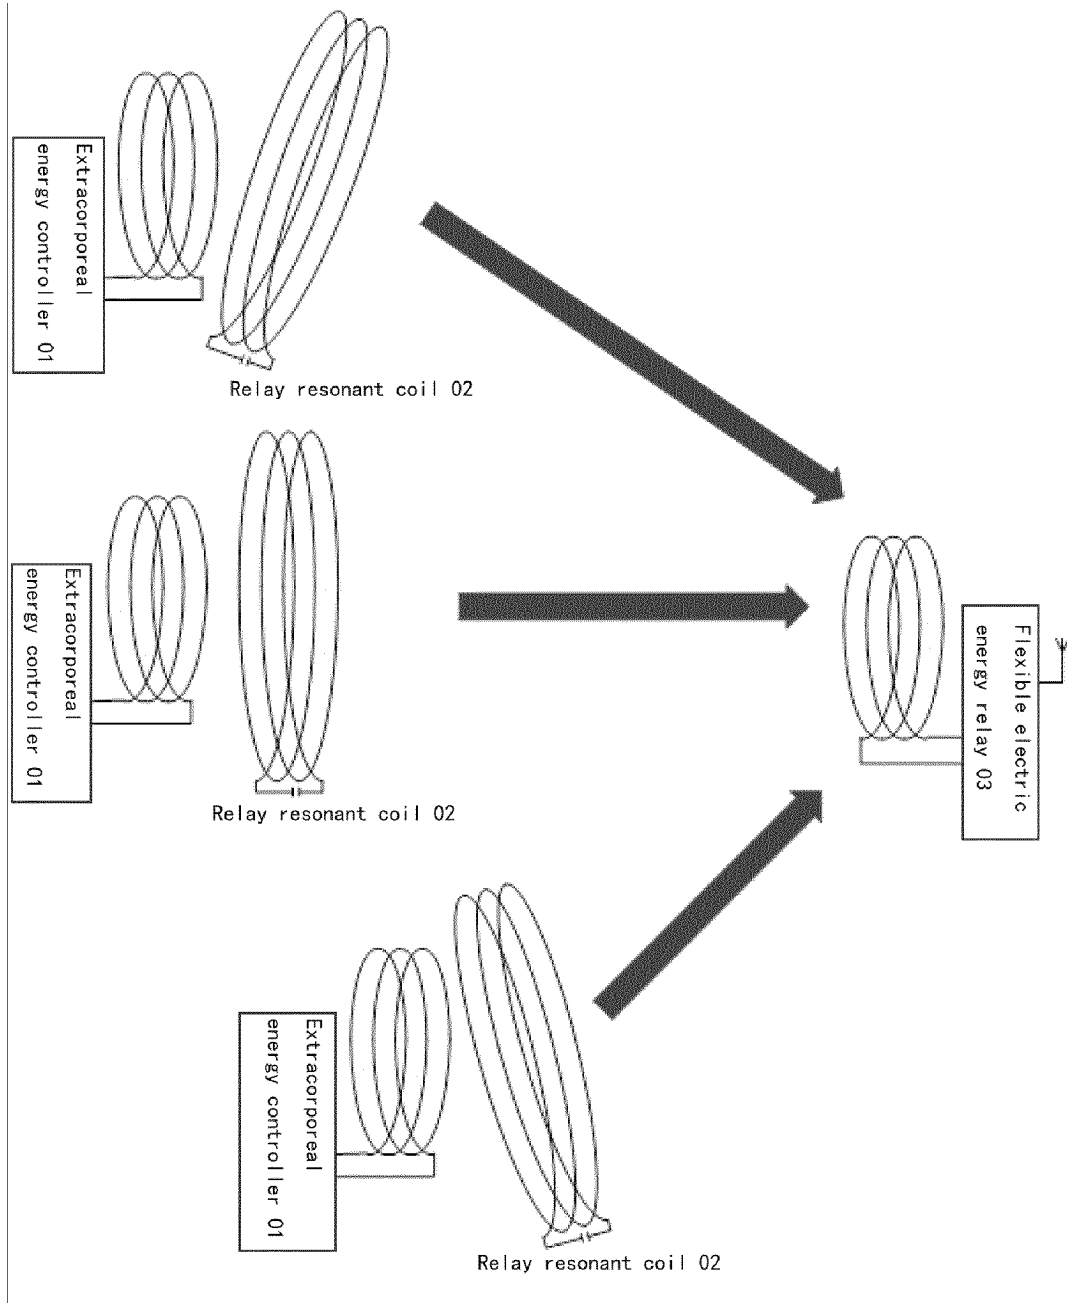 Extracorporeal
energy controller 01
Relay resonant coil 02
Extracorporeal
energy controller 01
Relay resonant coil 02
Flexible electric
energy relay 03
Extracorporeal
energy controller 01
Relay resonant coil 02